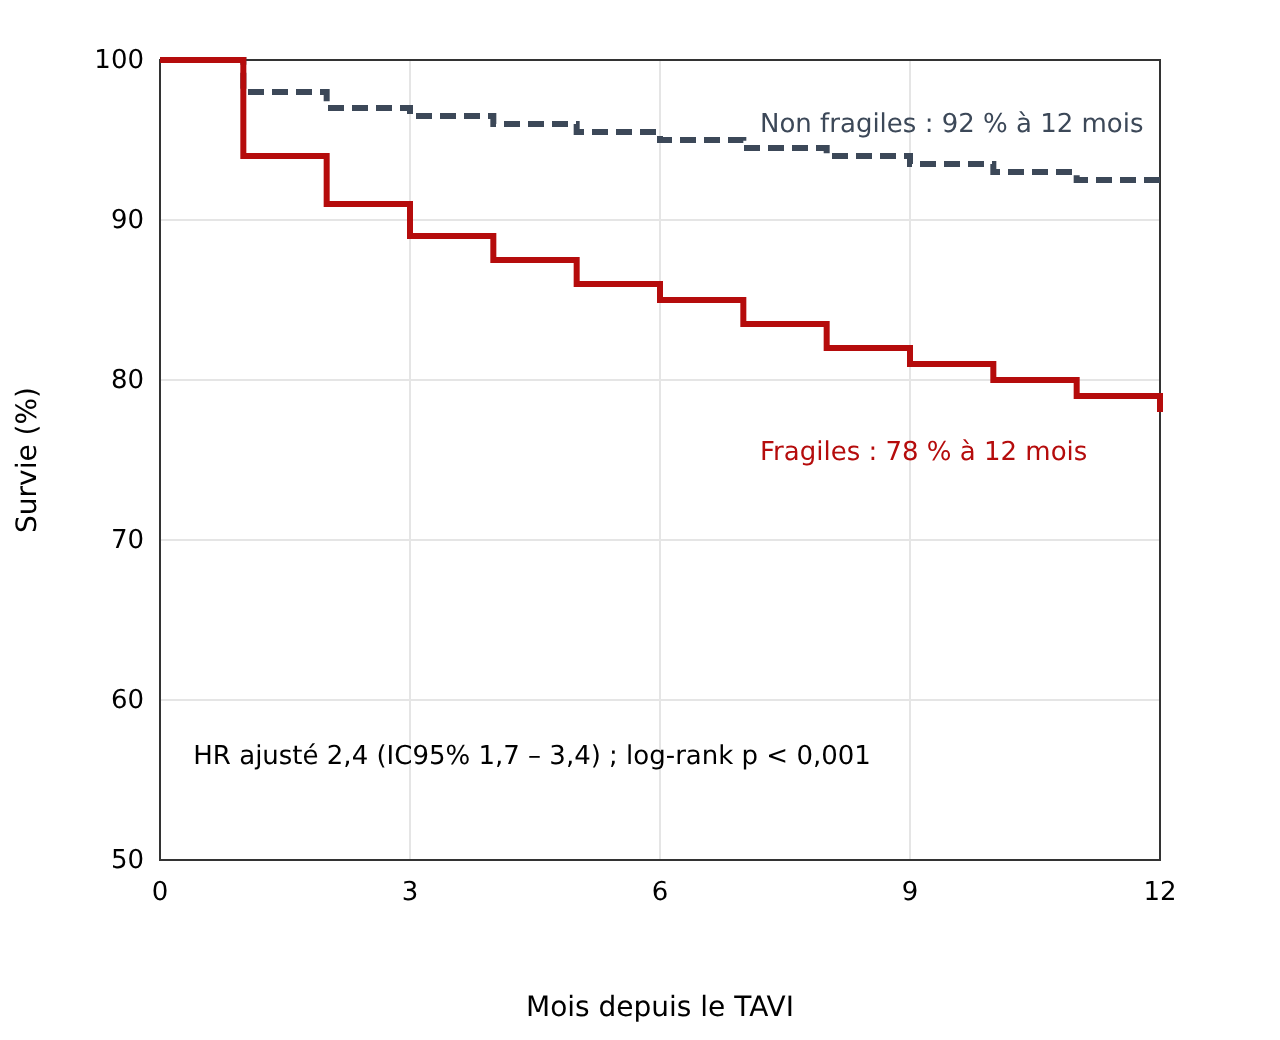 100
90
80
70
60
50
Survie (%)
Non fragiles : 92 % à 12 mois
Fragiles : 78 % à 12 mois
HR ajusté 2,4 (IC95% 1,7 – 3,4) ; log-rank p < 0,001
0 3 6 9 12
Mois depuis le TAVI